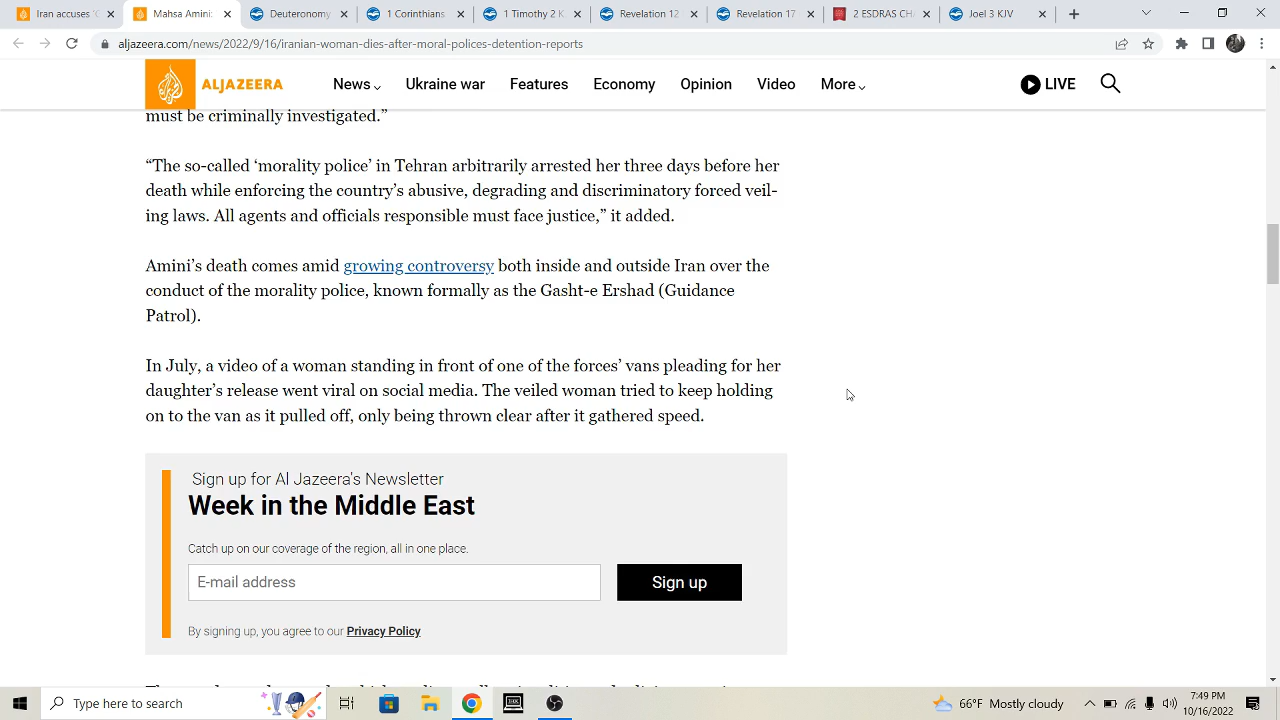 Iran accuses 'O
Mahsa Amini:
Deuteronomy
1 Corinthians
1 Timothy 2 K
Revelation 12
Revelation 17
2 ESDRAS CH
Joel 3 KJV
aljazeera.com/news/2022/9/16/iranian-woman-dies-after-moral-polices-detention-reports
ALJAZEERA
News
Ukraine war
Features
Economy
Opinion
Video
More
LIVE
must be criminally investigated.”
“The so-called ‘morality police’ in Tehran arbitrarily arrested her three days before her
death while enforcing the country’s abusive, degrading and discriminatory forced veil-
ing laws. All agents and officials responsible must face justice,” it added.
Amini’s death comes amid growing controversy both inside and outside Iran over the
conduct of the morality police, known formally as the Gasht-e Ershad (Guidance
Patrol).
In July, a video of a woman standing in front of one of the forces’ vans pleading for her
daughter’s release went viral on social media. The veiled woman tried to keep holding
on to the van as it pulled off, only being thrown clear after it gathered speed.
Sign up for Al Jazeera's Newsletter
Week in the Middle East
Catch up on our coverage of the region, all in one place.
E-mail address
Sign up
By signing up, you agree to our Privacy Policy
Type here to search
66°F Mostly cloudy
7:49 PM
10/16/2022